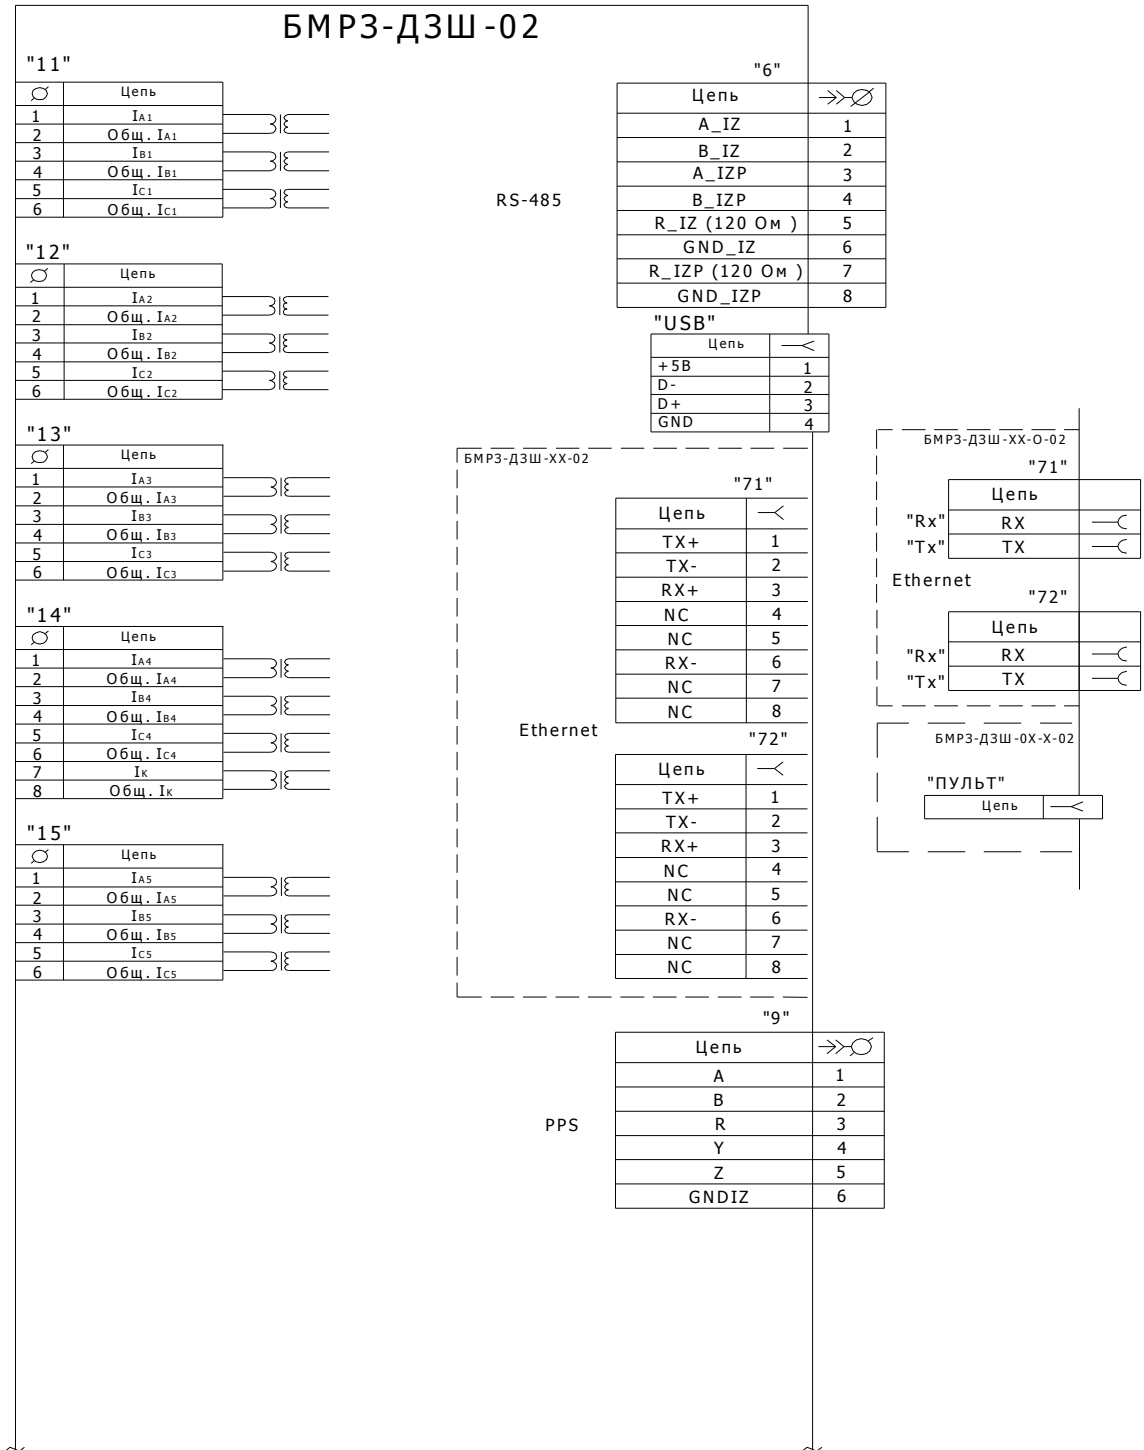 БМРЗ-ДЗШ-02
"11"
Цепь
1 IA1
2 Общ. IA1
3 IB1
4 Общ. IB1
5 IC1
6 Общ. IC1
"12"
Цепь
1 IA2
2 Общ. IA2
3 IB2
4 Общ. IB2
5 IC2
6 Общ. IC2
"13"
Цепь
1 IA3
2 Общ. IA3
3 IB3
4 Общ. IB3
5 IC3
6 Общ. IC3
"14"
Цепь
1 IA4
2 Общ. IA4
3 IB4
4 Общ. IB4
5 IC4
6 Общ. IC4
7 IК
8 Общ. IК
"15"
Цепь
1 IA5
2 Общ. IA5
3 IB5
4 Общ. IB5
5 IC5
6 Общ. IC5
"6"
Цепь
A_IZ 1
B_IZ 2
A_IZP 3
B_IZP 4
R_IZ (120 Ом ) 5
GND_IZ 6
R_IZP (120 Ом ) 7
GND_IZP 8
RS-485
"USB"
Цепь
+5В 1
D- 2
D+ 3
GND 4
БМРЗ-ДЗШ-ХХ-02
"71"
Цепь
TX+ 1
TX- 2
RX+ 3
NC 4
NC 5
RX- 6
NC 7
NC 8
Ethernet
"72"
Цепь
TX+ 1
TX- 2
RX+ 3
NC 4
NC 5
RX- 6
NC 7
NC 8
"9"
Цепь
A 1
B 2
R 3
Y 4
Z 5
GNDIZ 6
PPS
БМРЗ-ДЗШ-ХХ-О-02
"71"
Цепь
"Rx" RX
"Tx" TX
Ethernet
"72"
Цепь
"Rx" RX
"Tx" TX
БМРЗ-ДЗШ-0Х-Х-02
"ПУЛЬТ"
Цепь